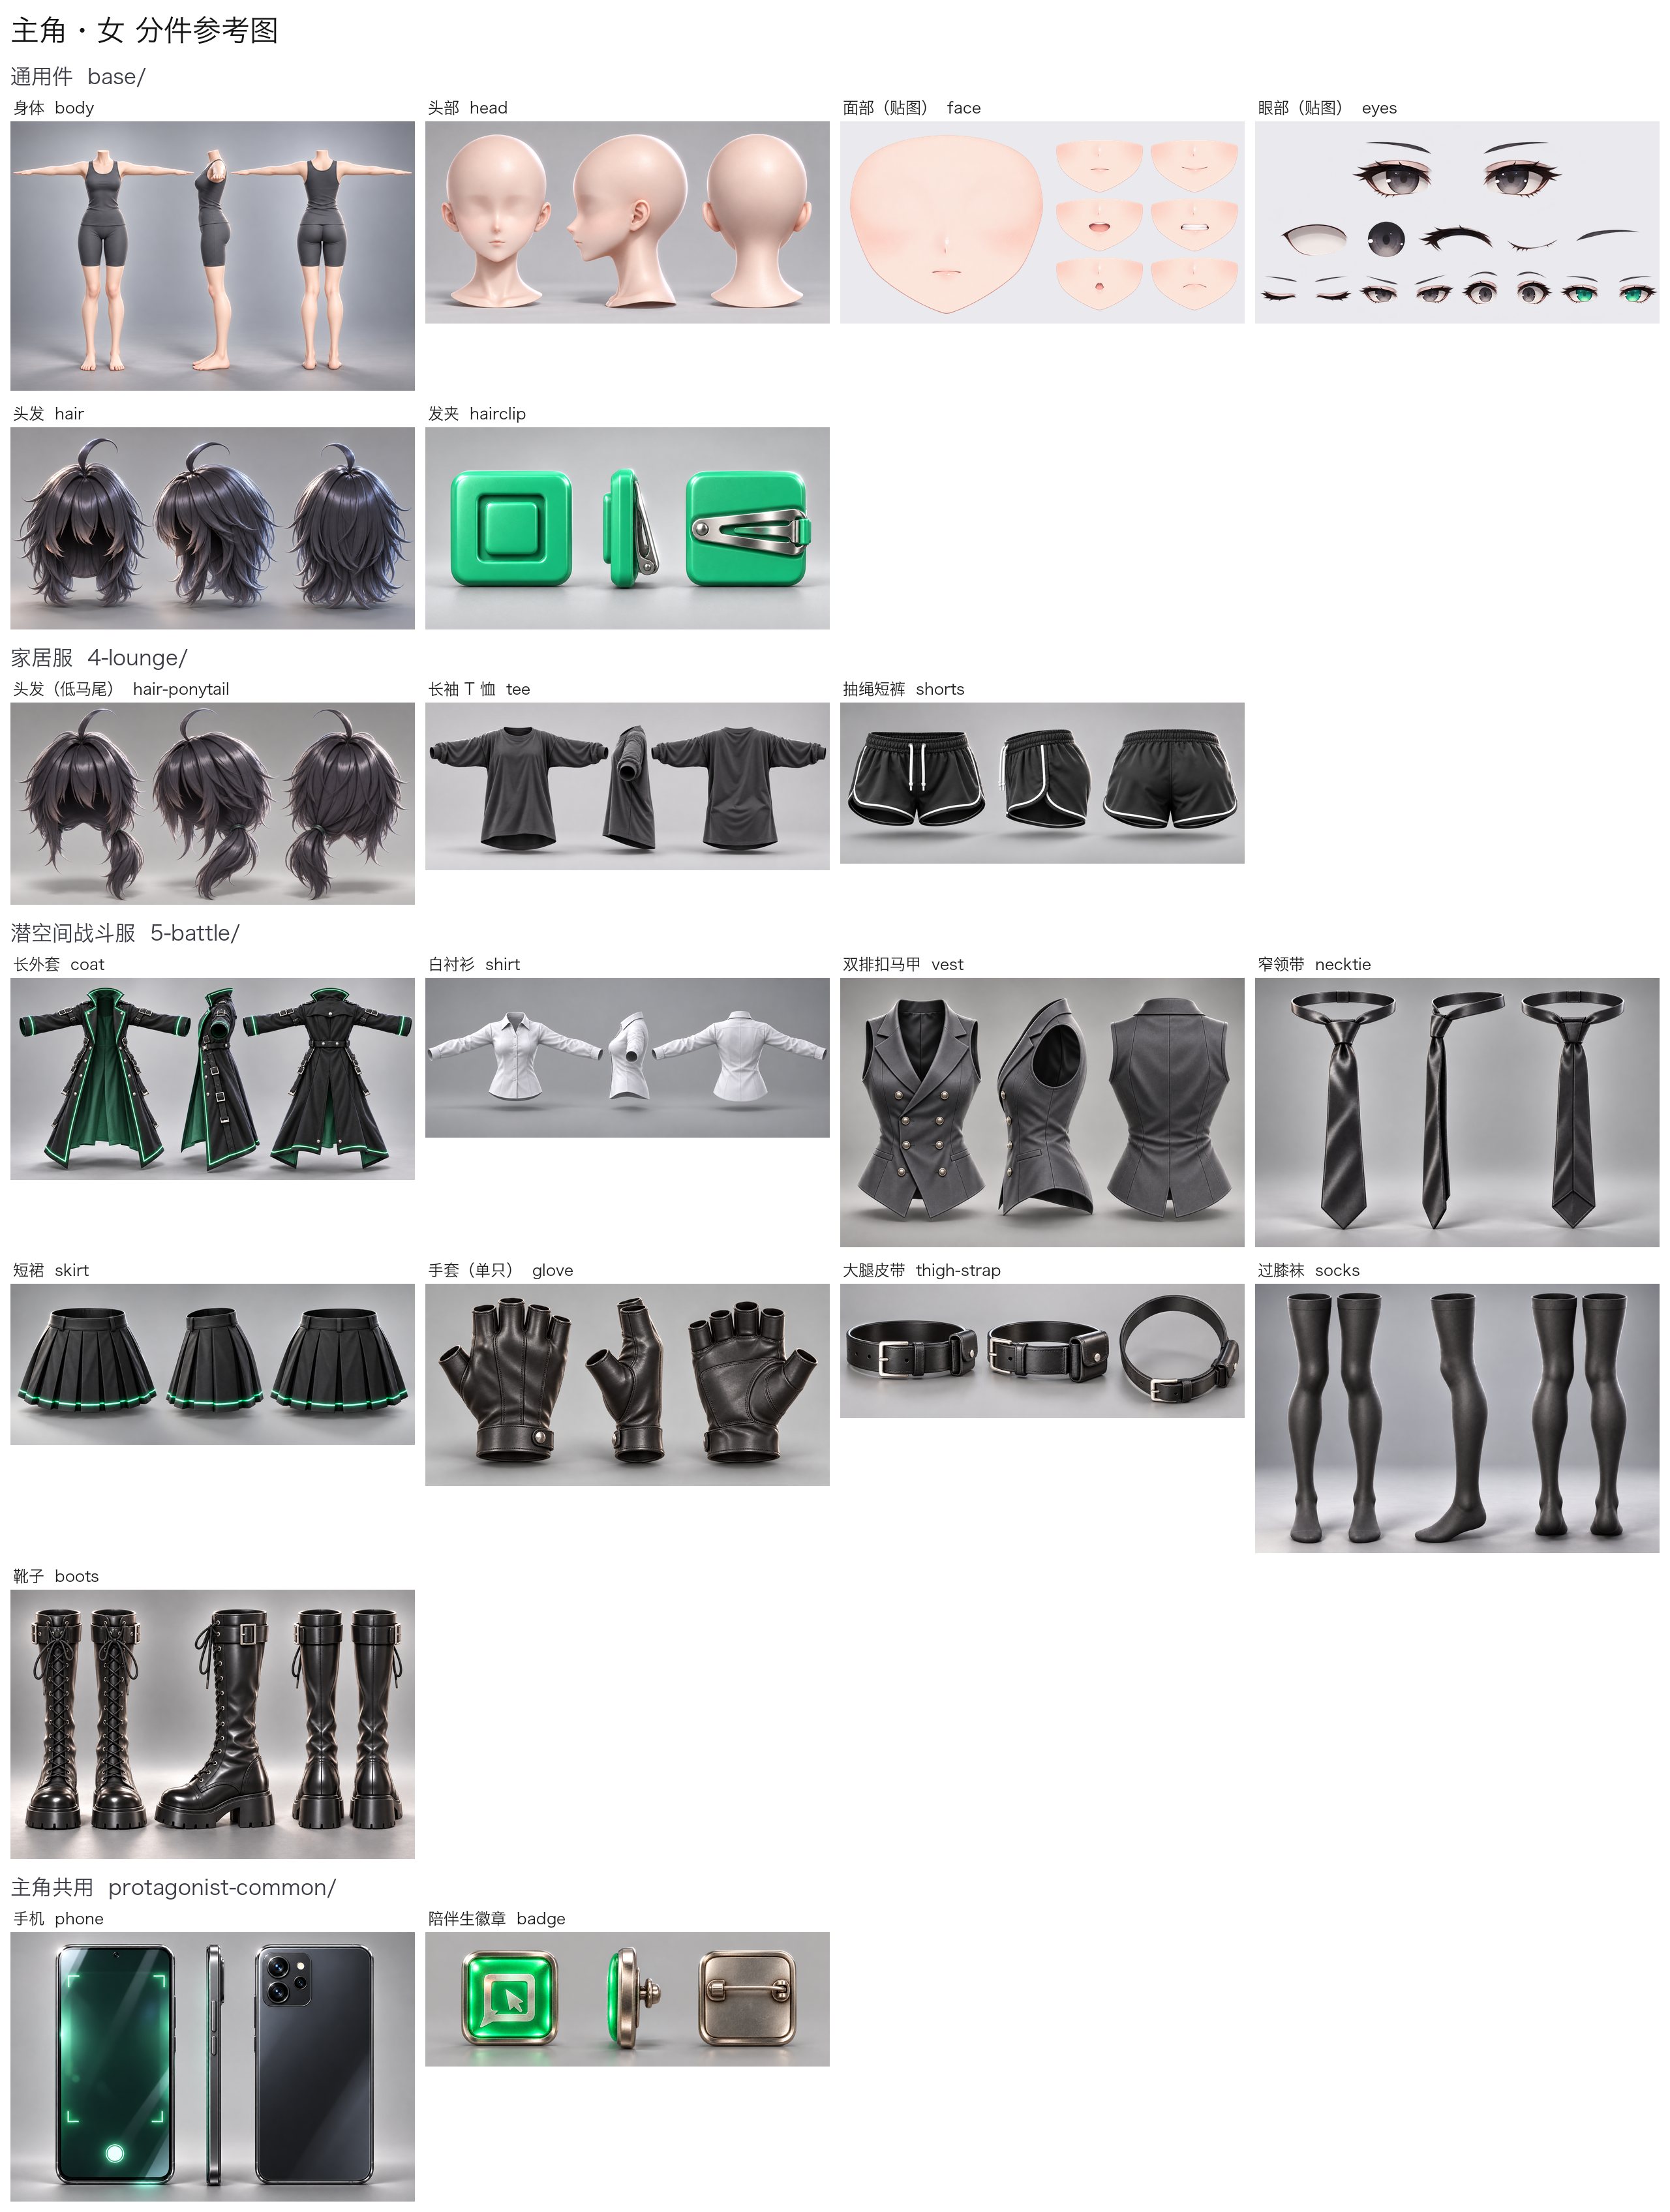 主角・女 分件参考图
通用件 base/
身体 body
头部 head
面部（贴图） face
眼部（贴图） eyes
头发 hair
发夹 hairclip
家居服 4-lounge/
头发（低马尾） hair-ponytail
长袖 T 恤 tee
抽绳短裤 shorts
潜空间战斗服 5-battle/
长外套 coat
白衬衫 shirt
双排扣马甲 vest
窄领带 necktie
短裙 skirt
手套（单只） glove
大腿皮带 thigh-strap
过膝袜 socks
靴子 boots
主角共用 protagonist-common/
手机 phone
陪伴生徽章 badge